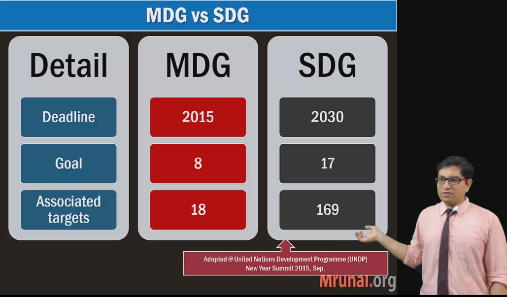 MDG vs SDG
Detail MDG SDG
Deadline 2015 2030
Goal 8 17
Associated
targets 18 169
Adopted @ United Nations Development Programme (UNDP)
New Year Summit 2015, Sep.
Mrunal.org